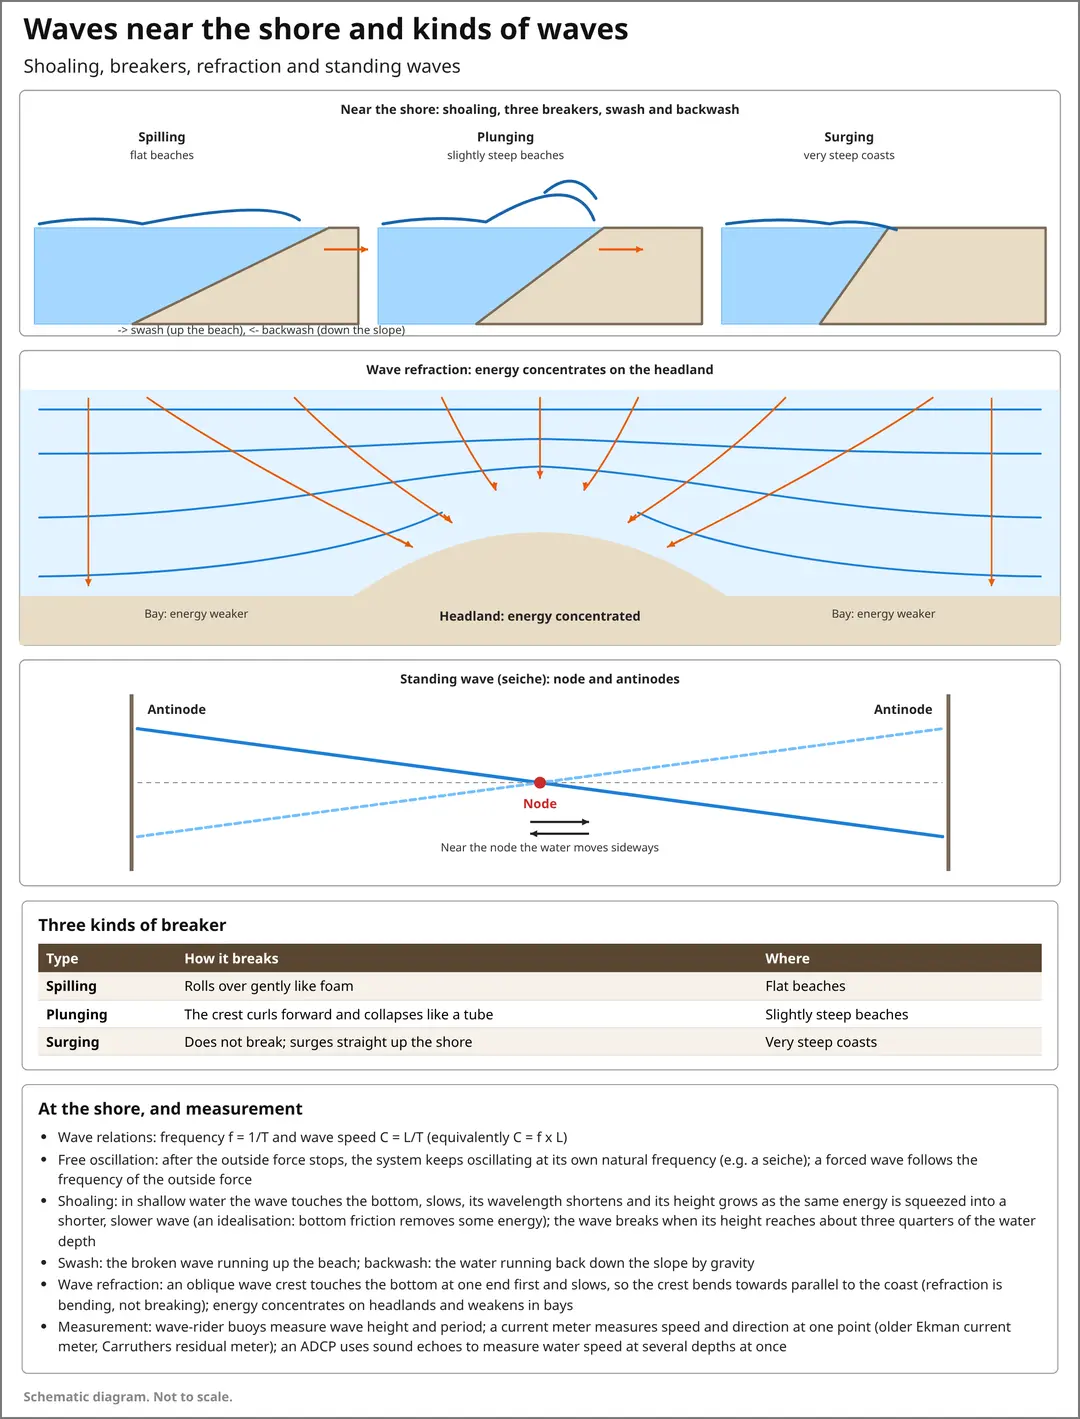 Waves near the shore and kinds of waves
Shoaling, breakers, refraction and standing waves
Near the shore: shoaling, three breakers, swash and backwash
Spilling
flat beaches
Plunging
slightly steep beaches
Surging
very steep coasts
-> swash (up the beach), <- backwash (down the slope)
Wave refraction: energy concentrates on the headland
Bay: energy weaker
Headland: energy concentrated
Bay: energy weaker
Standing wave (seiche): node and antinodes
Antinode
Antinode
Node
Near the node the water moves sideways
Three kinds of breaker
Type How it breaks Where
Spilling Rolls over gently like foam Flat beaches
Plunging The crest curls forward and collapses like a tube Slightly steep beaches
Surging Does not break; surges straight up the shore Very steep coasts
At the shore, and measurement
• Wave relations: frequency f = 1/T and wave speed C = L/T (equivalently C = f x L)
• Free oscillation: after the outside force stops, the system keeps oscillating at its own natural frequency (e.g. a seiche); a forced wave follows the
frequency of the outside force
• Shoaling: in shallow water the wave touches the bottom, slows, its wavelength shortens and its height grows as the same energy is squeezed into a
shorter, slower wave (an idealisation: bottom friction removes some energy); the wave breaks when its height reaches about three quarters of the water
depth
• Swash: the broken wave running up the beach; backwash: the water running back down the slope by gravity
• Wave refraction: an oblique wave crest touches the bottom at one end first and slows, so the crest bends towards parallel to the coast (refraction is
bending, not breaking); energy concentrates on headlands and weakens in bays
• Measurement: wave-rider buoys measure wave height and period; a current meter measures speed and direction at one point (older Ekman current
meter, Carruthers residual meter); an ADCP uses sound echoes to measure water speed at several depths at once
Schematic diagram. Not to scale.